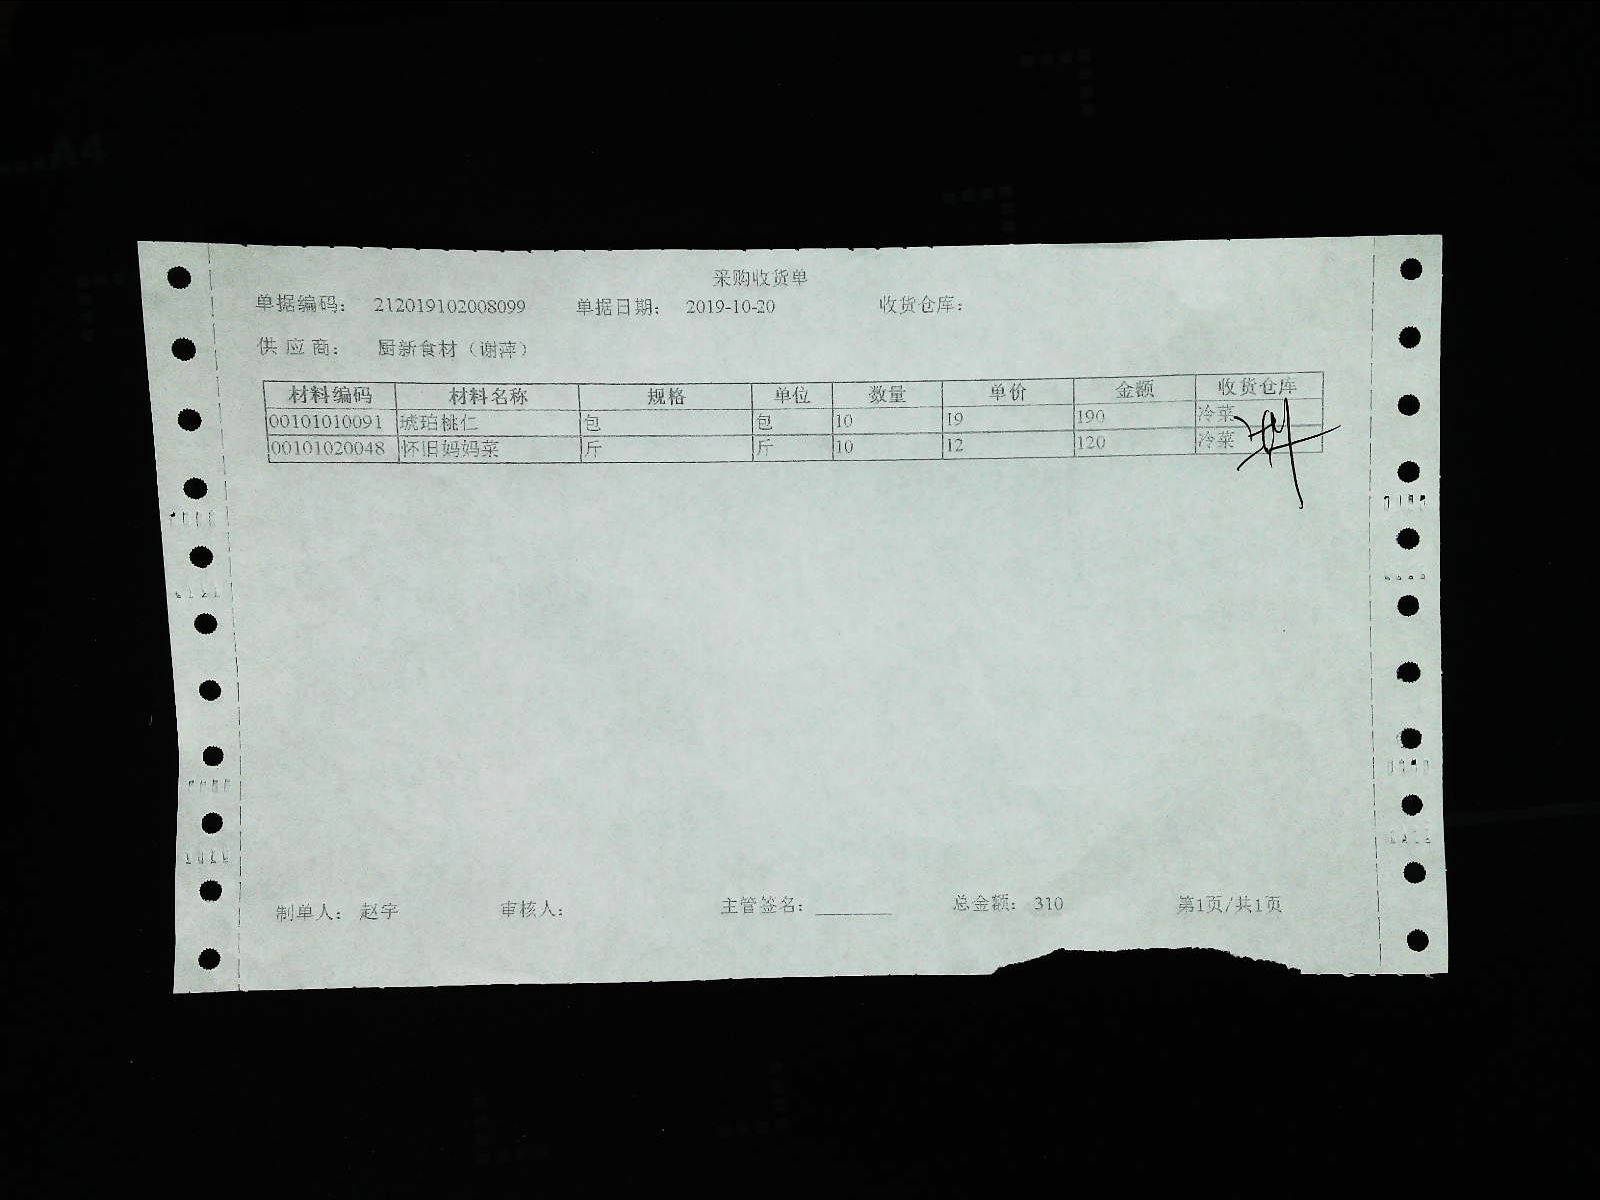 采购收货单
单据编码： 212019102008099 单据日期： 2019-10-20 收货仓库：
供应商： 厨新食材（谢萍）
材料编码 材料名称 规格 单位 数量 单价 金额 收货仓库
00101010091 琥珀桃仁 包 包 10 19 190 冷菜
00101020048 怀旧妈妈菜 斤 斤 10 12 120 冷菜
制单人： 赵宇 审核人： 主管签名： 总金额： 310 第1页/共1页